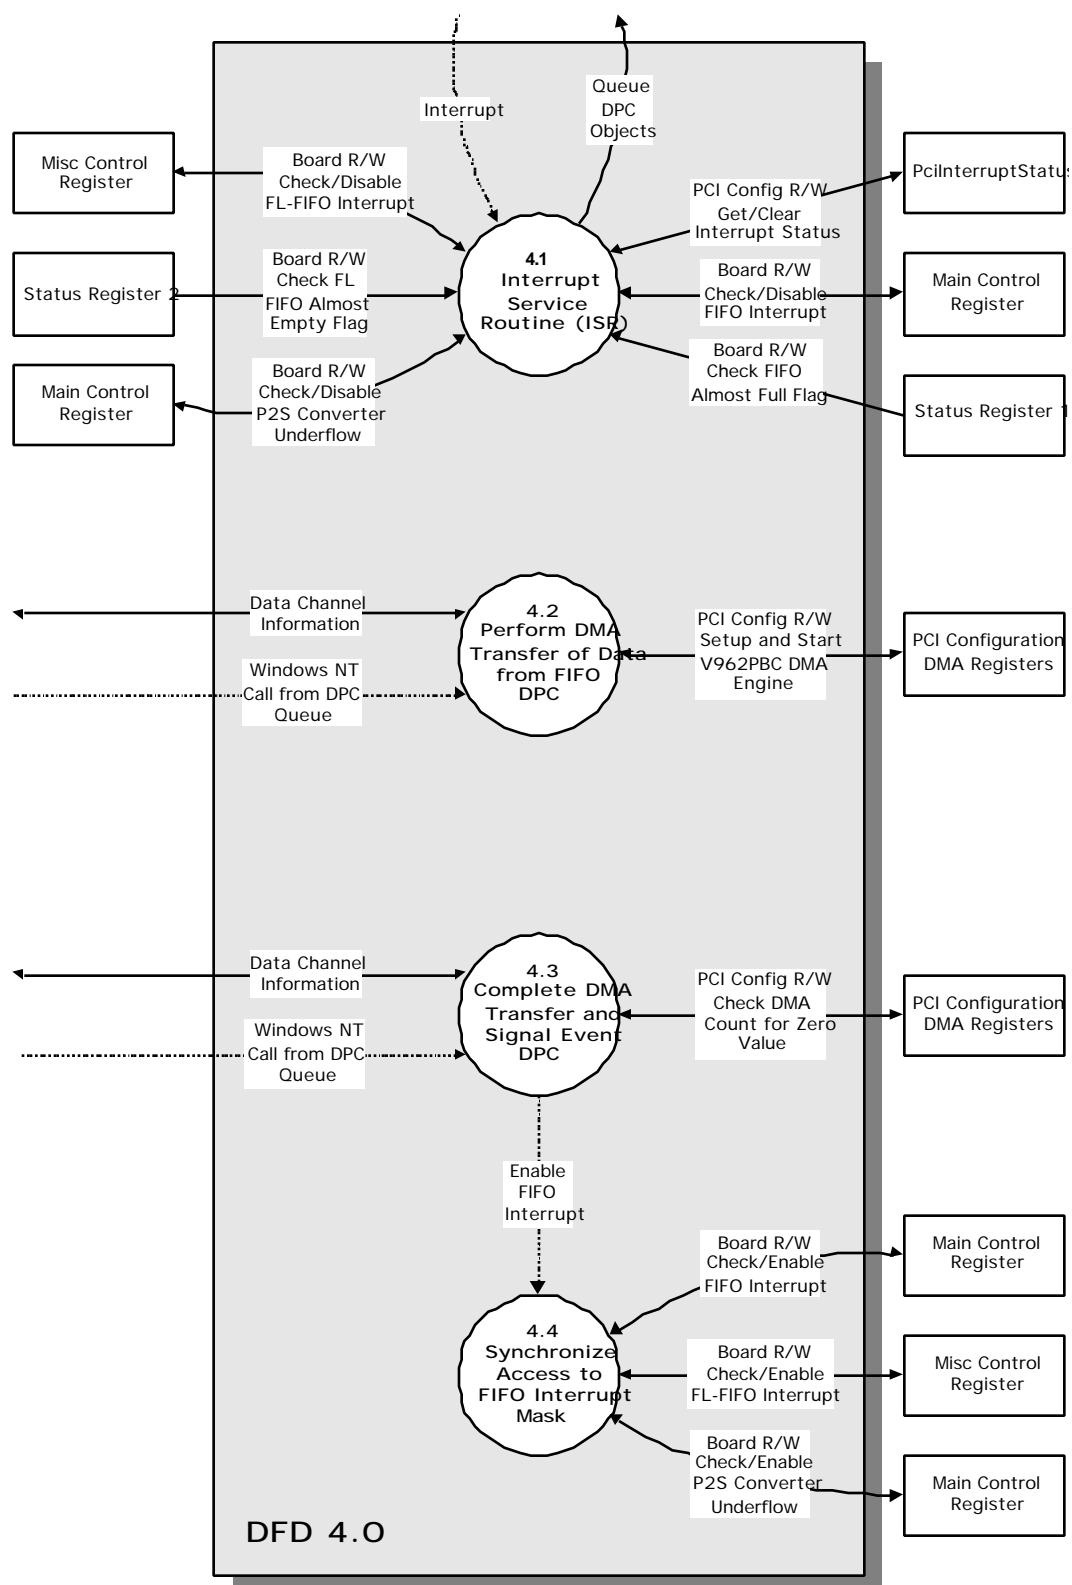 Interrupt
Queue
DPC
Objects
Misc Control
Register
Board R/W
Check/Disable
FL-FIFO Interrupt
Status Register 2
Board R/W
Check FL
FIFO Almost
Empty Flag
Main Control
Register
Board R/W
Check/Disable
P2S Converter
Underflow
4.1
Interrupt
Service
Routine (ISR)
PCI Config R/W
Get/Clear
Interrupt Status
PciInterruptStatus
Board R/W
Check/Disable
FIFO Interrupt
Main Control
Register
Board R/W
Check FIFO
Almost Full Flag
Status Register 1
Data Channel
Information
Windows NT
Call from DPC
Queue
4.2
Perform DMA
Transfer of Data
from FIFO
DPC
PCI Config R/W
Setup and Start
V962PBC DMA
Engine
PCI Configuration
DMA Registers
Data Channel
Information
Windows NT
Call from DPC
Queue
4.3
Complete DMA
Transfer and
Signal Event
DPC
PCI Config R/W
Check DMA
Count for Zero
Value
PCI Configuration
DMA Registers
Enable
FIFO
Interrupt
4.4
Synchronize
Access to
FIFO Interrupt
Mask
Board R/W
Check/Enable
FIFO Interrupt
Main Control
Register
Board R/W
Check/Enable
FL-FIFO Interrupt
Misc Control
Register
Board R/W
Check/Enable
P2S Converter
Underflow
Main Control
Register
DFD 4.0